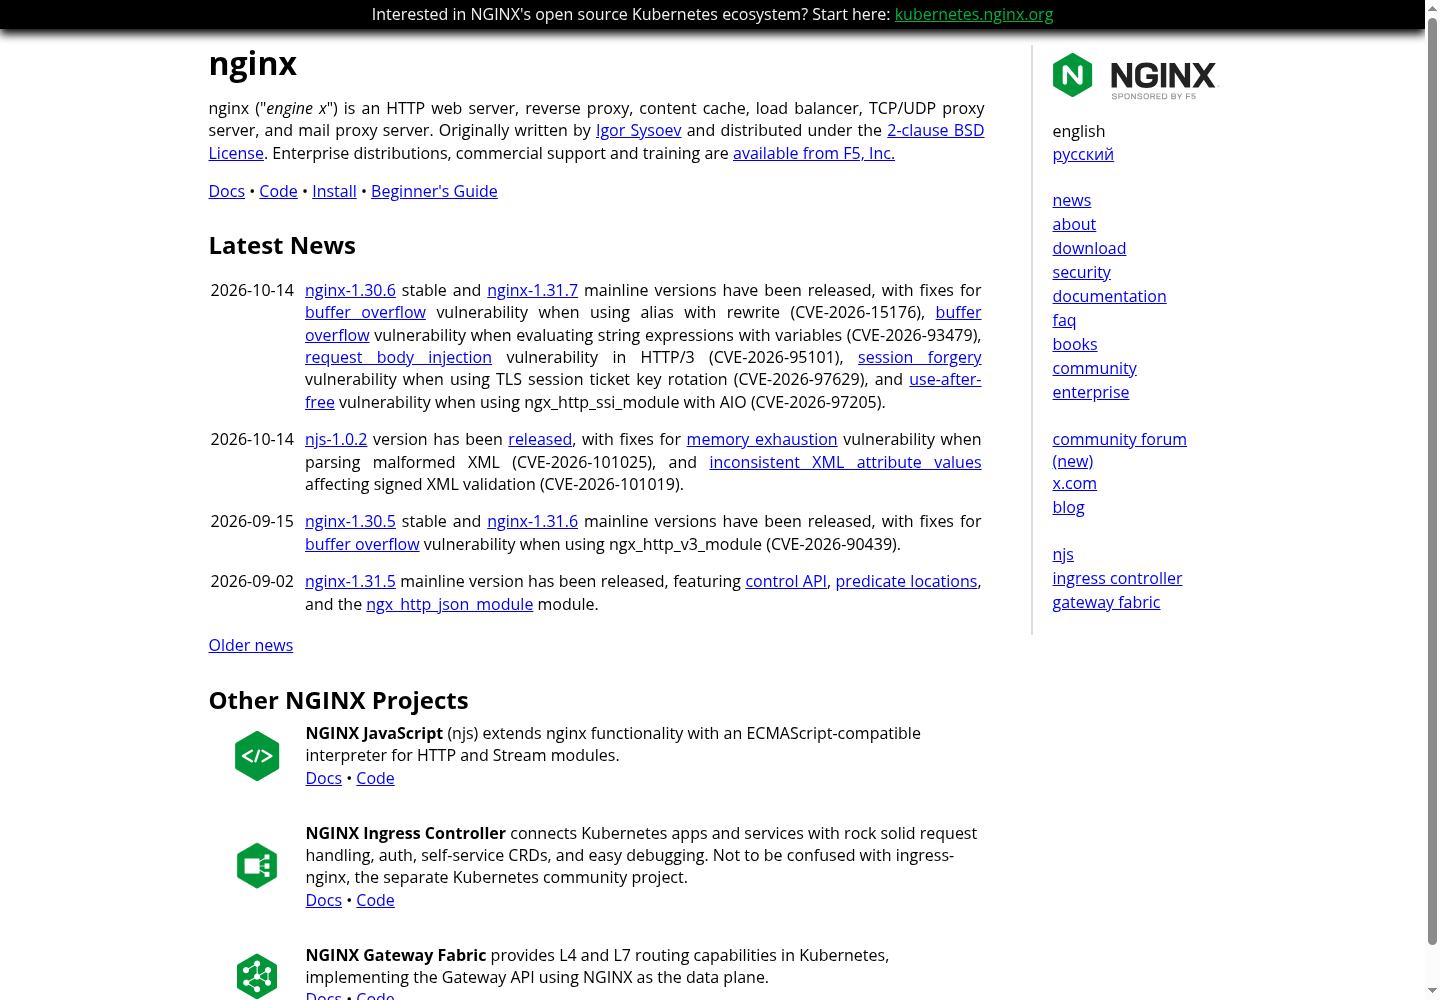 Interested in NGINX's open source Kubernetes ecosystem? Start here: kubernetes.nginx.org
nginx
nginx ("engine x") is an HTTP web server, reverse proxy, content cache, load balancer, TCP/UDP proxy
server, and mail proxy server. Originally written by Igor Sysoev and distributed under the 2-clause BSD
License. Enterprise distributions, commercial support and training are available from F5, Inc.
Docs • Code • Install • Beginner's Guide
Latest News
2026-10-14 nginx-1.30.6 stable and nginx-1.31.7 mainline versions have been released, with fixes for
buffer overflow vulnerability when using alias with rewrite (CVE-2026-15176), buffer
overflow vulnerability when evaluating string expressions with variables (CVE-2026-93479),
request body injection vulnerability in HTTP/3 (CVE-2026-95101), session forgery
vulnerability when using TLS session ticket key rotation (CVE-2026-97629), and use-after-
free vulnerability when using ngx_http_ssi_module with AIO (CVE-2026-97205).
2026-10-14 njs-1.0.2 version has been released, with fixes for memory exhaustion vulnerability when
parsing malformed XML (CVE-2026-101025), and inconsistent XML attribute values
affecting signed XML validation (CVE-2026-101019).
2026-09-15 nginx-1.30.5 stable and nginx-1.31.6 mainline versions have been released, with fixes for
buffer overflow vulnerability when using ngx_http_v3_module (CVE-2026-90439).
2026-09-02 nginx-1.31.5 mainline version has been released, featuring control API, predicate locations,
and the ngx_http_json_module module.
Older news
Other NGINX Projects
NGINX JavaScript (njs) extends nginx functionality with an ECMAScript-compatible
interpreter for HTTP and Stream modules.
Docs • Code
NGINX Ingress Controller connects Kubernetes apps and services with rock solid request
handling, auth, self-service CRDs, and easy debugging. Not to be confused with ingress-
nginx, the separate Kubernetes community project.
Docs • Code
NGINX Gateway Fabric provides L4 and L7 routing capabilities in Kubernetes,
implementing the Gateway API using NGINX as the data plane.
Docs • Code
NGINX
SPONSORED BY F5
english
русский
news
about
download
security
documentation
faq
books
community
enterprise
community forum
(new)
x.com
blog
njs
ingress controller
gateway fabric